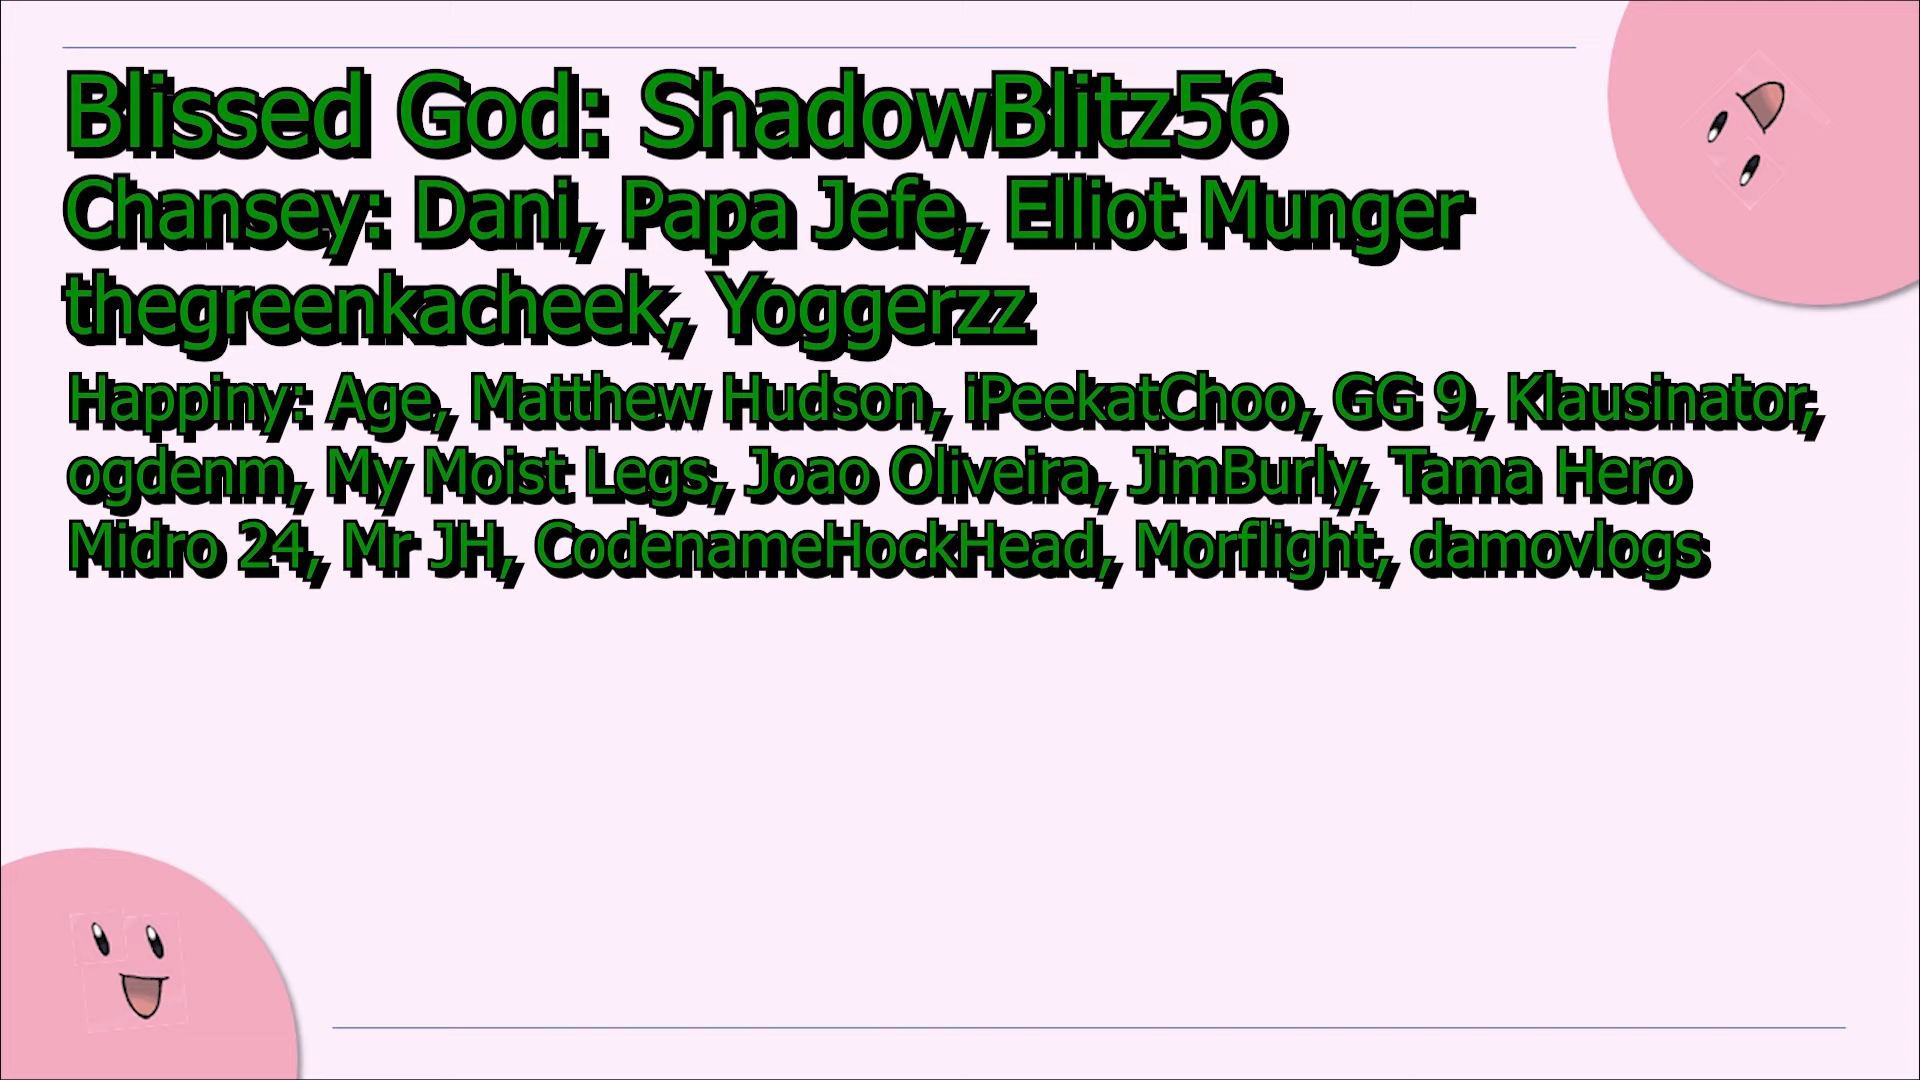 Blissed God: ShadowBlitz56
Chansey: Dani, Papa Jefe, Elliot Munger
thegreenkacheek, Yoggerzz
Happiny: Age, Matthew Hudson, iPeekatChoo, GG 9, Klausinator,
ogdenm, My Moist Legs, Joao Oliveira, JimBurly, Tama Hero
Midro 24, Mr JH, CodenameHockHead, Morflight, damovlogs